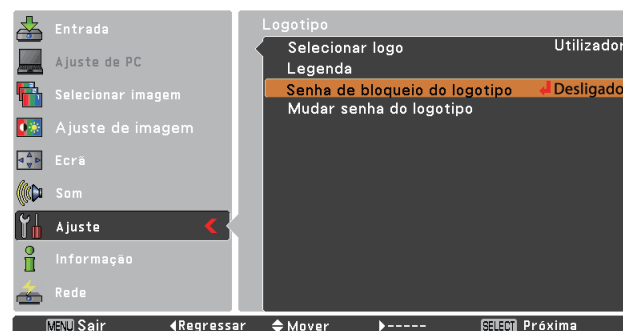 Entrada
Ajuste de PC
Selecionar imagem
Ajuste de imagem
Ecrã
Som
Ajuste
Informação
Rede
Logotipo
Selecionar logo Utilizador
Legenda
Senha de bloqueio do logotipo Desligado
Mudar senha do logotipo
MENU Sair Regressar Mover ----- SELECT Próxima